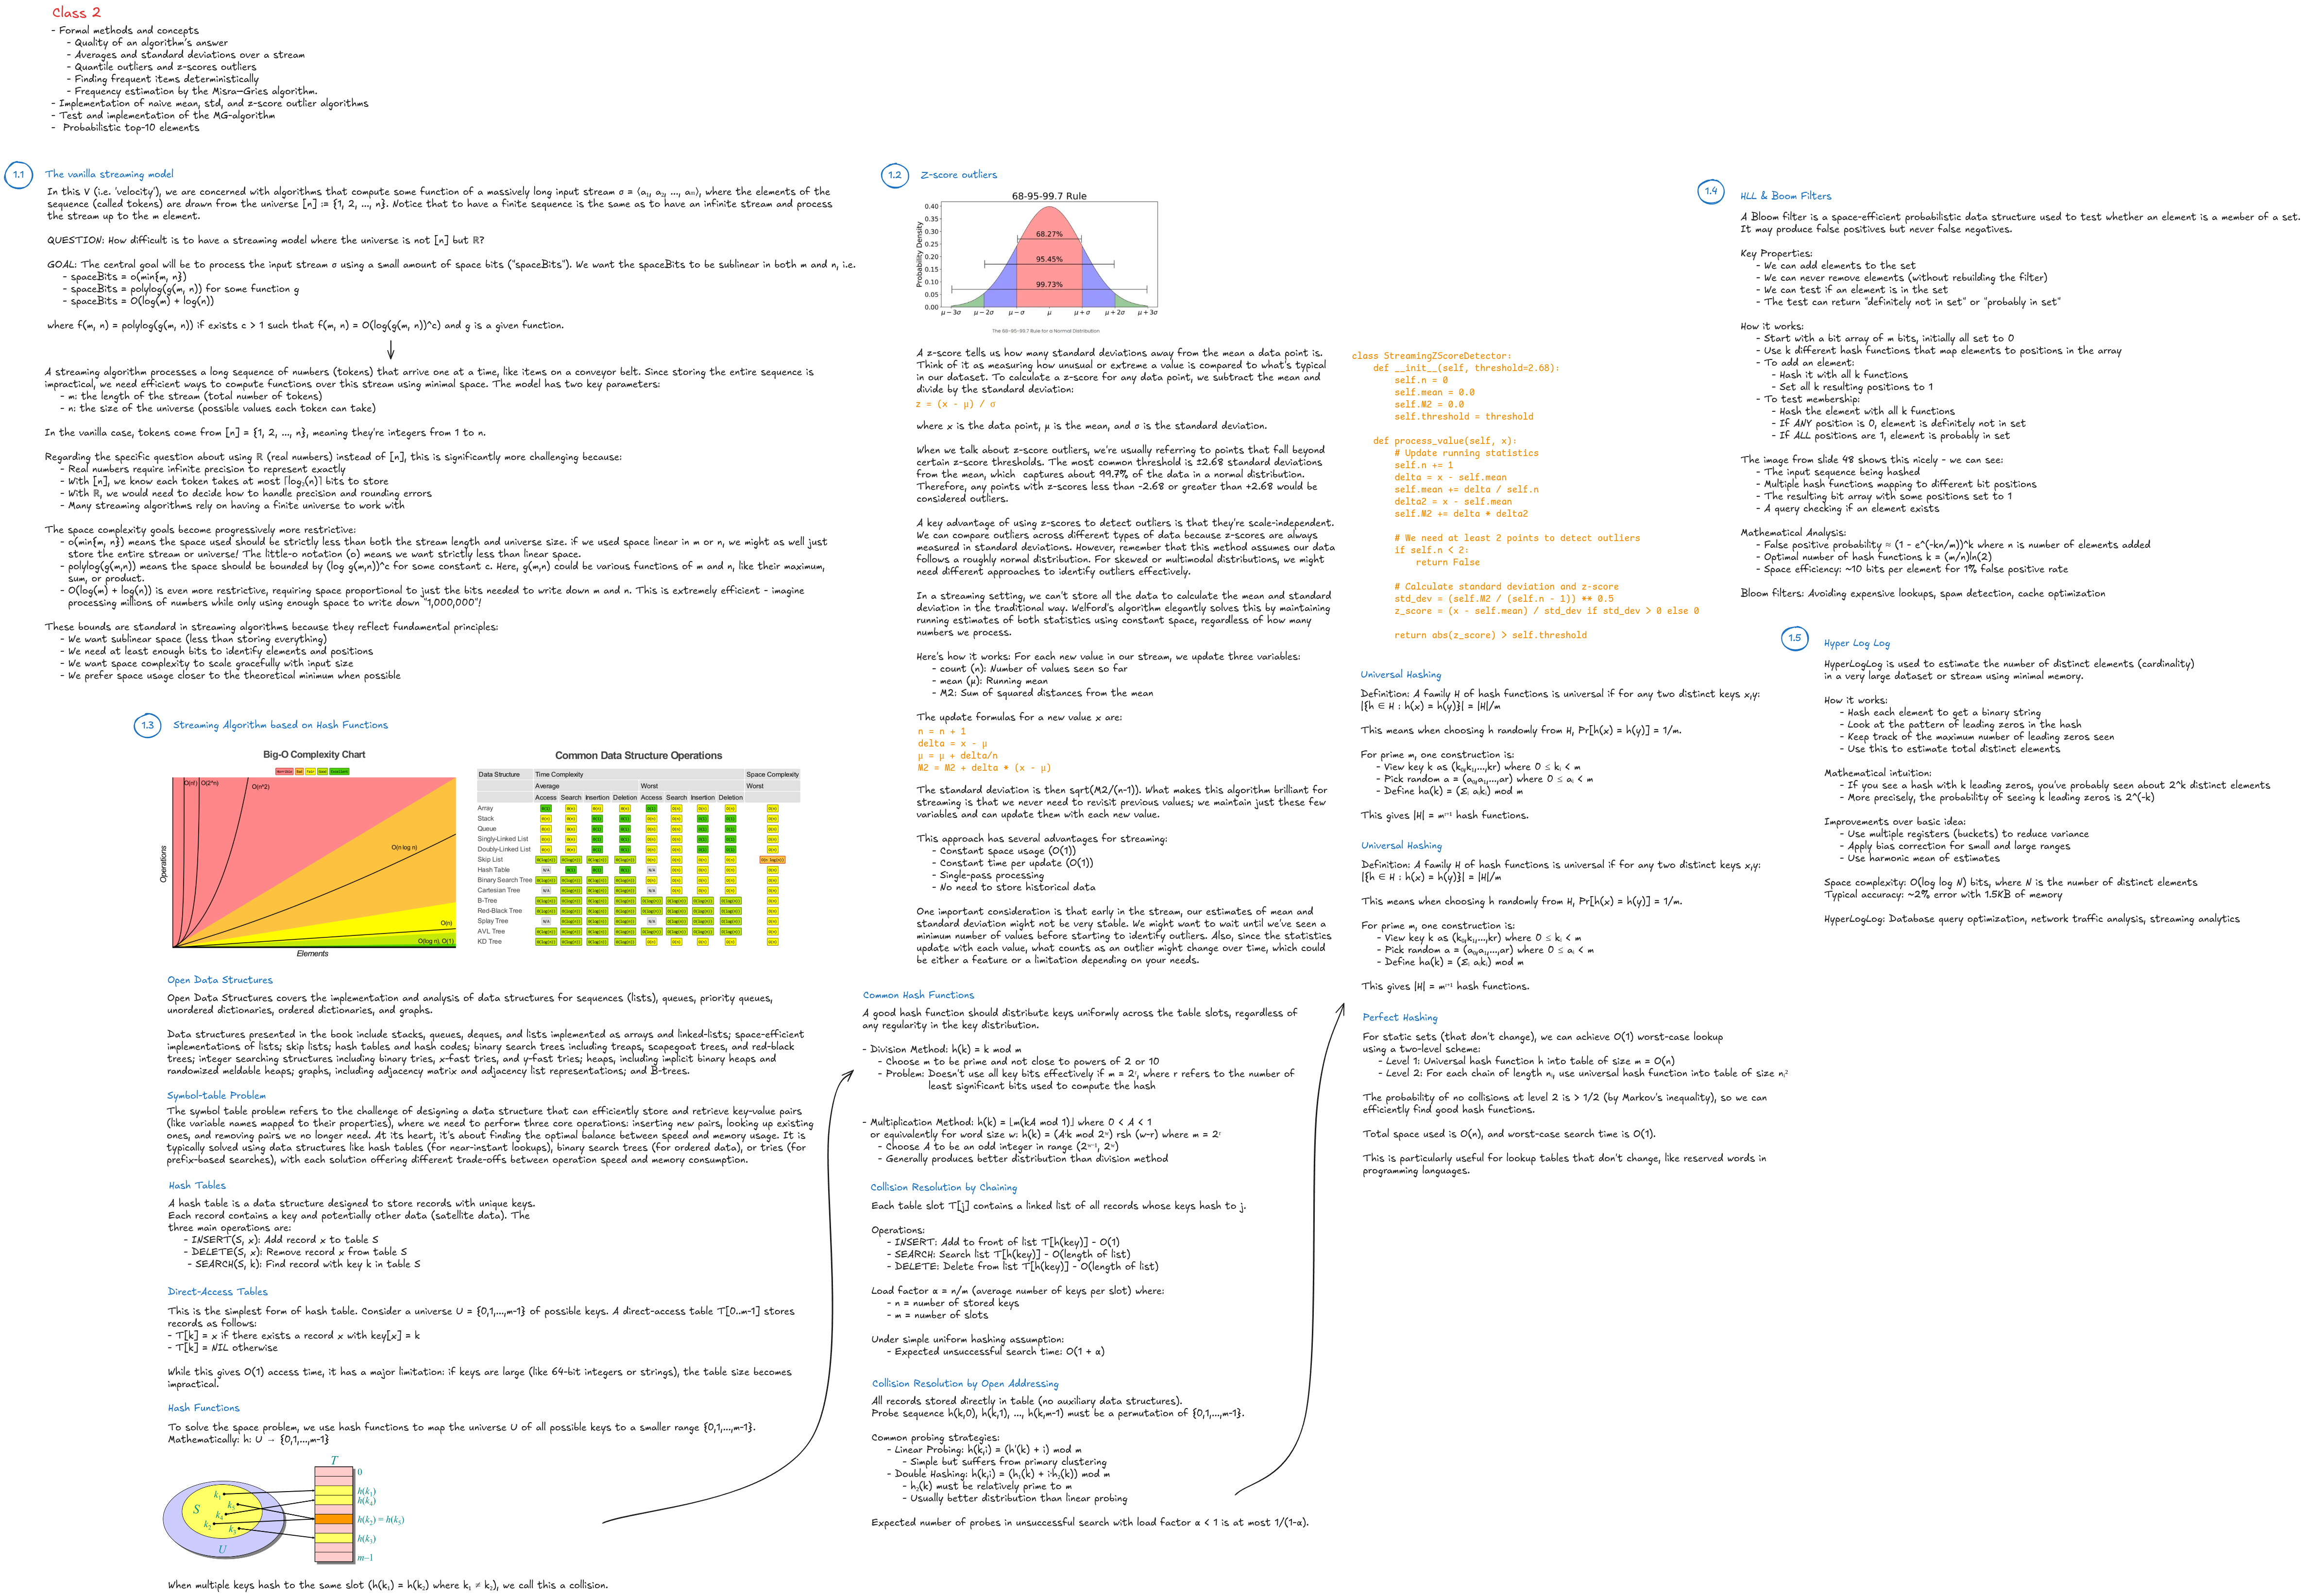 Class 2
- Formal methods and concepts
- Quality of an algorithm's answer
- Averages and standard deviations over a stream
- Quantile outliers and z-scores outliers
- Finding frequent items deterministically
- Frequency estimation by the Misra–Gries algorithm.
- Implementation of naive mean, std, and z-score outlier algorithms
- Test and implementation of the MG-algorithm
- Probabilistic top-10 elements
1.1
The vanilla streaming model
In this V (i.e. 'velocity'), we are concerned with algorithms that compute some function of a massively long input stream σ = ⟨a₁, a₂, ..., aₘ⟩, where the elements of the
sequence (called tokens) are drawn from the universe [n] := {1, 2, ..., n}. Notice that to have a finite sequence is the same as to have an infinite stream and process
the stream up to the m element.
QUESTION: How difficult is to have a streaming model where the universe is not [n] but ℝ?
GOAL: The central goal will be to process the input stream σ using a small amount of space bits ("spaceBits"). We want the spaceBits to be sublinear in both m and n, i.e.
- spaceBits = o(min{m, n})
- spaceBits = polylog(g(m, n)) for some function g
- spaceBits = O(log(m) + log(n))
where f(m, n) = polylog(g(m, n)) if exists c > 1 such that f(m, n) = O(log(g(m, n))^c) and g is a given function.
A streaming algorithm processes a long sequence of numbers (tokens) that arrive one at a time, like items on a conveyor belt. Since storing the entire sequence is
impractical, we need efficient ways to compute functions over this stream using minimal space. The model has two key parameters:
- m: the length of the stream (total number of tokens)
- n: the size of the universe (possible values each token can take)
In the vanilla case, tokens come from [n] = {1, 2, ..., n}, meaning they're integers from 1 to n.
Regarding the specific question about using ℝ (real numbers) instead of [n], this is significantly more challenging because:
- Real numbers require infinite precision to represent exactly
- With [n], we know each token takes at most ⌈log₂(n)⌉ bits to store
- With ℝ, we would need to decide how to handle precision and rounding errors
- Many streaming algorithms rely on having a finite universe to work with
The space complexity goals become progressively more restrictive:
- o(min{m, n}) means the space used should be strictly less than both the stream length and universe size. if we used space linear in m or n, we might as well just
store the entire stream or universe! The little-o notation (o) means we want strictly less than linear space.
- polylog(g(m,n)) means the space should be bounded by (log g(m,n))^c for some constant c. Here, g(m,n) could be various functions of m and n, like their maximum,
sum, or product.
- O(log(m) + log(n)) is even more restrictive, requiring space proportional to just the bits needed to write down m and n. This is extremely efficient - imagine
processing millions of numbers while only using enough space to write down "1,000,000"!
These bounds are standard in streaming algorithms because they reflect fundamental principles:
- We want sublinear space (less than storing everything)
- We need at least enough bits to identify elements and positions
- We want space complexity to scale gracefully with input size
- We prefer space usage closer to the theoretical minimum when possible
1.2
Z-score outliers
68-95-99.7 Rule
Probability Density
0.40
0.35
0.30
0.25
0.20
0.15
0.10
0.05
0.00
68.27%
95.45%
99.73%
μ − 3σ μ − 2σ μ − σ μ μ + σ μ + 2σ μ + 3σ
The 68-95-99.7 Rule for a Normal Distribution
A z-score tells us how many standard deviations away from the mean a data point is.
Think of it as measuring how unusual or extreme a value is compared to what's typical
in our dataset. To calculate a z-score for any data point, we subtract the mean and
divide by the standard deviation:
z = (x - μ) / σ
where x is the data point, μ is the mean, and σ is the standard deviation.
When we talk about z-score outliers, we're usually referring to points that fall beyond
certain z-score thresholds. The most common threshold is ±2.68 standard deviations
from the mean, which captures about 99.7% of the data in a normal distribution.
Therefore, any points with z-scores less than -2.68 or greater than +2.68 would be
considered outliers.
A key advantage of using z-scores to detect outliers is that they're scale-independent.
We can compare outliers across different types of data because z-scores are always
measured in standard deviations. However, remember that this method assumes our data
follows a roughly normal distribution. For skewed or multimodal distributions, we might
need different approaches to identify outliers effectively.
In a streaming setting, we can't store all the data to calculate the mean and standard
deviation in the traditional way. Welford's algorithm elegantly solves this by maintaining
running estimates of both statistics using constant space, regardless of how many
numbers we process.
Here's how it works: For each new value in our stream, we update three variables:
- count (n): Number of values seen so far
- mean (μ): Running mean
- M2: Sum of squared distances from the mean
The update formulas for a new value x are:
n = n + 1
delta = x - μ
μ = μ + delta/n
M2 = M2 + delta * (x - μ)
The standard deviation is then sqrt(M2/(n-1)). What makes this algorithm brilliant for
streaming is that we never need to revisit previous values; we maintain just these few
variables and can update them with each new value.
This approach has several advantages for streaming:
- Constant space usage (O(1))
- Constant time per update (O(1))
- Single-pass processing
- No need to store historical data
One important consideration is that early in the stream, our estimates of mean and
standard deviation might not be very stable. We might want to wait until we've seen a
minimum number of values before starting to identify outliers. Also, since the statistics
update with each value, what counts as an outlier might change over time, which could
be either a feature or a limitation depending on your needs.
class StreamingZScoreDetector:
def __init__(self, threshold=2.68):
self.n = 0
self.mean = 0.0
self.M2 = 0.0
self.threshold = threshold
def process_value(self, x):
# Update running statistics
self.n += 1
delta = x - self.mean
self.mean += delta / self.n
delta2 = x - self.mean
self.M2 += delta * delta2
# We need at least 2 points to detect outliers
if self.n < 2:
return False
# Calculate standard deviation and z-score
std_dev = (self.M2 / (self.n - 1)) ** 0.5
z_score = (x - self.mean) / std_dev if std_dev > 0 else 0
return abs(z_score) > self.threshold
1.3
Streaming Algorithm based on Hash Functions
Big-O Complexity Chart
Horrible Bad Fair Good Excellent
O(n!) O(2^n) O(n^2)
O(n log n)
O(n)
O(log n), O(1)
Operations
Elements
Common Data Structure Operations
Data Structure Time Complexity Space Complexity
Average Worst Worst
Access Search Insertion Deletion Access Search Insertion Deletion
Array
Stack
Queue
Singly-Linked List
Doubly-Linked List
Skip List
Hash Table
Binary Search Tree
Cartesian Tree
B-Tree
Red-Black Tree
Splay Tree
AVL Tree
KD Tree
Open Data Structures
Open Data Structures covers the implementation and analysis of data structures for sequences (lists), queues, priority queues,
unordered dictionaries, ordered dictionaries, and graphs.
Data structures presented in the book include stacks, queues, deques, and lists implemented as arrays and linked-lists; space-efficient
implementations of lists; skip lists; hash tables and hash codes; binary search trees including treaps, scapegoat trees, and red-black
trees; integer searching structures including binary tries, x-fast tries, and y-fast tries; heaps, including implicit binary heaps and
randomized meldable heaps; graphs, including adjacency matrix and adjacency list representations; and B-trees.
Symbol-table Problem
The symbol table problem refers to the challenge of designing a data structure that can efficiently store and retrieve key-value pairs
(like variable names mapped to their properties), where we need to perform three core operations: inserting new pairs, looking up existing
ones, and removing pairs we no longer need. At its heart, it's about finding the optimal balance between speed and memory usage. It is
typically solved using data structures like hash tables (for near-instant lookups), binary search trees (for ordered data), or tries (for
prefix-based searches), with each solution offering different trade-offs between operation speed and memory consumption.
Hash Tables
A hash table is a data structure designed to store records with unique keys.
Each record contains a key and potentially other data (satellite data). The
three main operations are:
- INSERT(S, x): Add record x to table S
- DELETE(S, x): Remove record x from table S
- SEARCH(S, k): Find record with key k in table S
Direct-Access Tables
This is the simplest form of hash table. Consider a universe U = {0,1,...,m-1} of possible keys. A direct-access table T[0..m-1] stores
records as follows:
- T[k] = x if there exists a record x with key[x] = k
- T[k] = NIL otherwise
While this gives O(1) access time, it has a major limitation: if keys are large (like 64-bit integers or strings), the table size becomes
impractical.
Hash Functions
To solve the space problem, we use hash functions to map the universe U of all possible keys to a smaller range {0,1,...,m-1}.
Mathematically: h: U → {0,1,...,m-1}
T
0
h(k₁)
h(k₄)
h(k₂) = h(k₅)
h(k₃)
m–1
S
k₁
k₅
k₄
k₂
k₃
U
When multiple keys hash to the same slot (h(k₁) = h(k₂) where k₁ ≠ k₂), we call this a collision.
Common Hash Functions
A good hash function should distribute keys uniformly across the table slots, regardless of
any regularity in the key distribution.
- Division Method: h(k) = k mod m
- Choose m to be prime and not close to powers of 2 or 10
- Problem: Doesn't use all key bits effectively if m = 2ʳ, where r refers to the number of
least significant bits used to compute the hash
- Multiplication Method: h(k) = ⌊m(kA mod 1)⌋ where 0 < A < 1
or equivalently for word size w: h(k) = (A·k mod 2ʷ) rsh (w-r) where m = 2ʳ
- Choose A to be an odd integer in range (2ʷ⁻¹, 2ʷ)
- Generally produces better distribution than division method
Collision Resolution by Chaining
Each table slot T[j] contains a linked list of all records whose keys hash to j.
Operations:
- INSERT: Add to front of list T[h(key)] - O(1)
- SEARCH: Search list T[h(key)] - O(length of list)
- DELETE: Delete from list T[h(key)] - O(length of list)
Load factor α = n/m (average number of keys per slot) where:
- n = number of stored keys
- m = number of slots
Under simple uniform hashing assumption:
- Expected unsuccessful search time: O(1 + α)
Collision Resolution by Open Addressing
All records stored directly in table (no auxiliary data structures).
Probe sequence h(k,0), h(k,1), ..., h(k,m-1) must be a permutation of {0,1,...,m-1}.
Common probing strategies:
- Linear Probing: h(k,i) = (h'(k) + i) mod m
- Simple but suffers from primary clustering
- Double Hashing: h(k,i) = (h₁(k) + i·h₂(k)) mod m
- h₂(k) must be relatively prime to m
- Usually better distribution than linear probing
Expected number of probes in unsuccessful search with load factor α < 1 is at most 1/(1-α).
Universal Hashing
Definition: A family H of hash functions is universal if for any two distinct keys x,y:
|{h ∈ H : h(x) = h(y)}| = |H|/m
This means when choosing h randomly from H, Pr[h(x) = h(y)] = 1/m.
For prime m, one construction is:
- View key k as (k₀,k₁,...,kr) where 0 ≤ kᵢ < m
- Pick random a = (a₀,a₁,...,ar) where 0 ≤ aᵢ < m
- Define ha(k) = (Σᵢ aᵢkᵢ) mod m
This gives |H| = mʳ⁺¹ hash functions.
Universal Hashing
Definition: A family H of hash functions is universal if for any two distinct keys x,y:
|{h ∈ H : h(x) = h(y)}| = |H|/m
This means when choosing h randomly from H, Pr[h(x) = h(y)] = 1/m.
For prime m, one construction is:
- View key k as (k₀,k₁,...,kr) where 0 ≤ kᵢ < m
- Pick random a = (a₀,a₁,...,ar) where 0 ≤ aᵢ < m
- Define ha(k) = (Σᵢ aᵢkᵢ) mod m
This gives |H| = mʳ⁺¹ hash functions.
Perfect Hashing
For static sets (that don't change), we can achieve O(1) worst-case lookup
using a two-level scheme:
- Level 1: Universal hash function h into table of size m = O(n)
- Level 2: For each chain of length nᵢ, use universal hash function into table of size nᵢ²
The probability of no collisions at level 2 is > 1/2 (by Markov's inequality), so we can
efficiently find good hash functions.
Total space used is O(n), and worst-case search time is O(1).
This is particularly useful for lookup tables that don't change, like reserved words in
programming languages.
1.4
HLL & Boom Filters
A Bloom filter is a space-efficient probabilistic data structure used to test whether an element is a member of a set.
It may produce false positives but never false negatives.
Key Properties:
- We can add elements to the set
- We can never remove elements (without rebuilding the filter)
- We can test if an element is in the set
- The test can return "definitely not in set" or "probably in set"
How it works:
- Start with a bit array of m bits, initially all set to 0
- Use k different hash functions that map elements to positions in the array
- To add an element:
- Hash it with all k functions
- Set all k resulting positions to 1
- To test membership:
- Hash the element with all k functions
- If ANY position is 0, element is definitely not in set
- If ALL positions are 1, element is probably in set
The image from slide 48 shows this nicely - we can see:
- The input sequence being hashed
- Multiple hash functions mapping to different bit positions
- The resulting bit array with some positions set to 1
- A query checking if an element exists
Mathematical Analysis:
- False positive probability ≈ (1 - e^(-kn/m))^k where n is number of elements added
- Optimal number of hash functions k = (m/n)ln(2)
- Space efficiency: ~10 bits per element for 1% false positive rate
Bloom filters: Avoiding expensive lookups, spam detection, cache optimization
1.5
Hyper Log Log
HyperLogLog is used to estimate the number of distinct elements (cardinality)
in a very large dataset or stream using minimal memory.
How it works:
- Hash each element to get a binary string
- Look at the pattern of leading zeros in the hash
- Keep track of the maximum number of leading zeros seen
- Use this to estimate total distinct elements
Mathematical intuition:
- If you see a hash with k leading zeros, you've probably seen about 2^k distinct elements
- More precisely, the probability of seeing k leading zeros is 2^(-k)
Improvements over basic idea:
- Use multiple registers (buckets) to reduce variance
- Apply bias correction for small and large ranges
- Use harmonic mean of estimates
Space complexity: O(log log N) bits, where N is the number of distinct elements
Typical accuracy: ~2% error with 1.5kB of memory
HyperLogLog: Database query optimization, network traffic analysis, streaming analytics